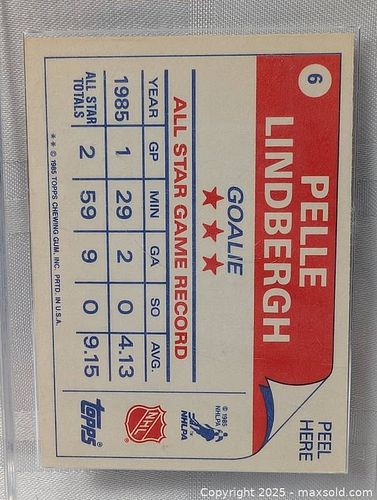 6
PELLE
LINDBERGH
PEEL
HERE
GOALIE
ALL STAR GAME RECORD
YEAR GP MIN GA SO AVG.
1985 1 29 2 0 4.13
ALL STAR
TOTALS 2 59 9 0 9.15
© 1985
NHLPA
NHLPA
NHL
topps
** © 1985 TOPPS CHEWING GUM, INC. PRTD. IN U.S.A.
Copyright © 2025 - maxsold.com